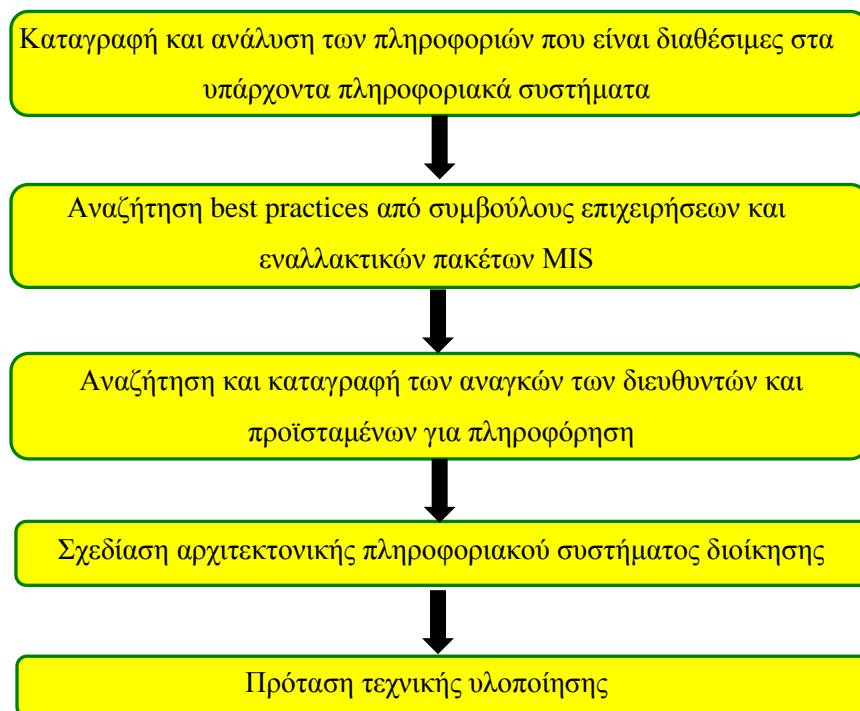 Καταγραφή και ανάλυση των πληροφοριών που είναι διαθέσιμες στα
υπάρχοντα πληροφοριακά συστήματα
Αναζήτηση best practices από συμβούλους επιχειρήσεων και
εναλλακτικών πακέτων MIS
Αναζήτηση και καταγραφή των αναγκών των διευθυντών και
προϊσταμένων για πληροφόρηση
Σχεδίαση αρχιτεκτονικής πληροφοριακού συστήματος διοίκησης
Πρόταση τεχνικής υλοποίησης